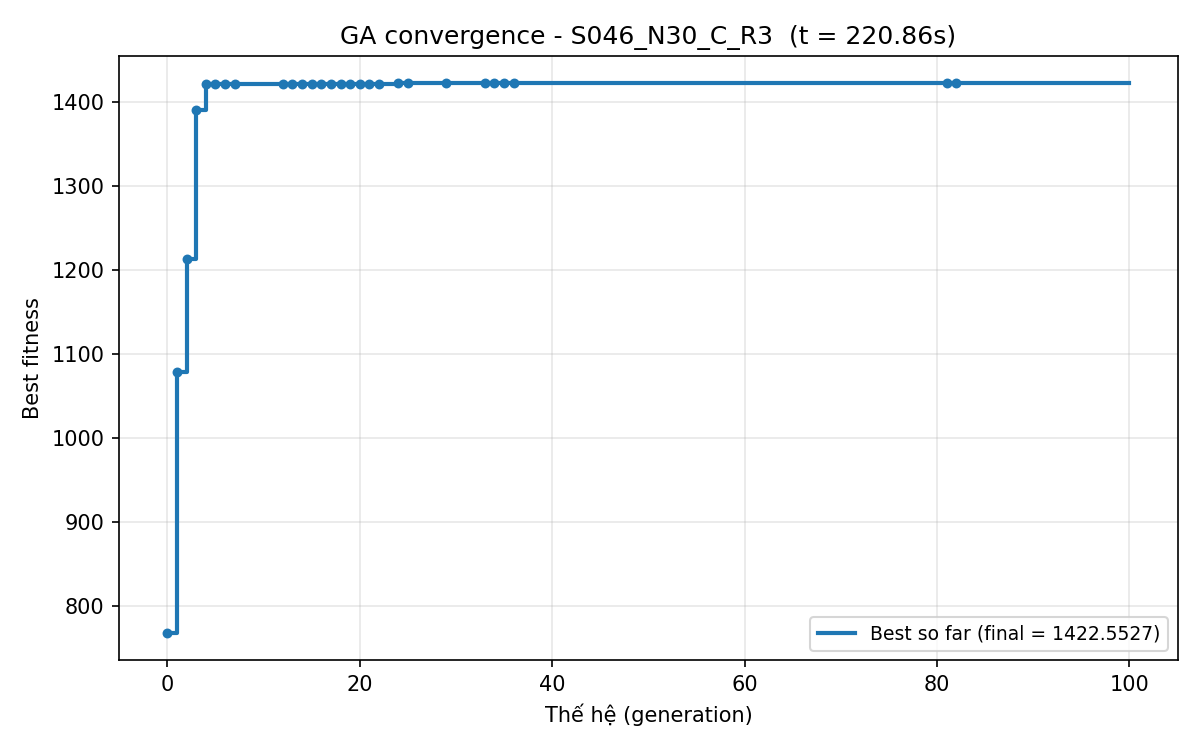 GA convergence - S046_N30_C_R3  (t = 220.86s)
Best fitness
1400
1300
1200
1100
1000
900
800
Best so far (final = 1422.5527)
0 20 40 60 80 100
Thế hệ (generation)